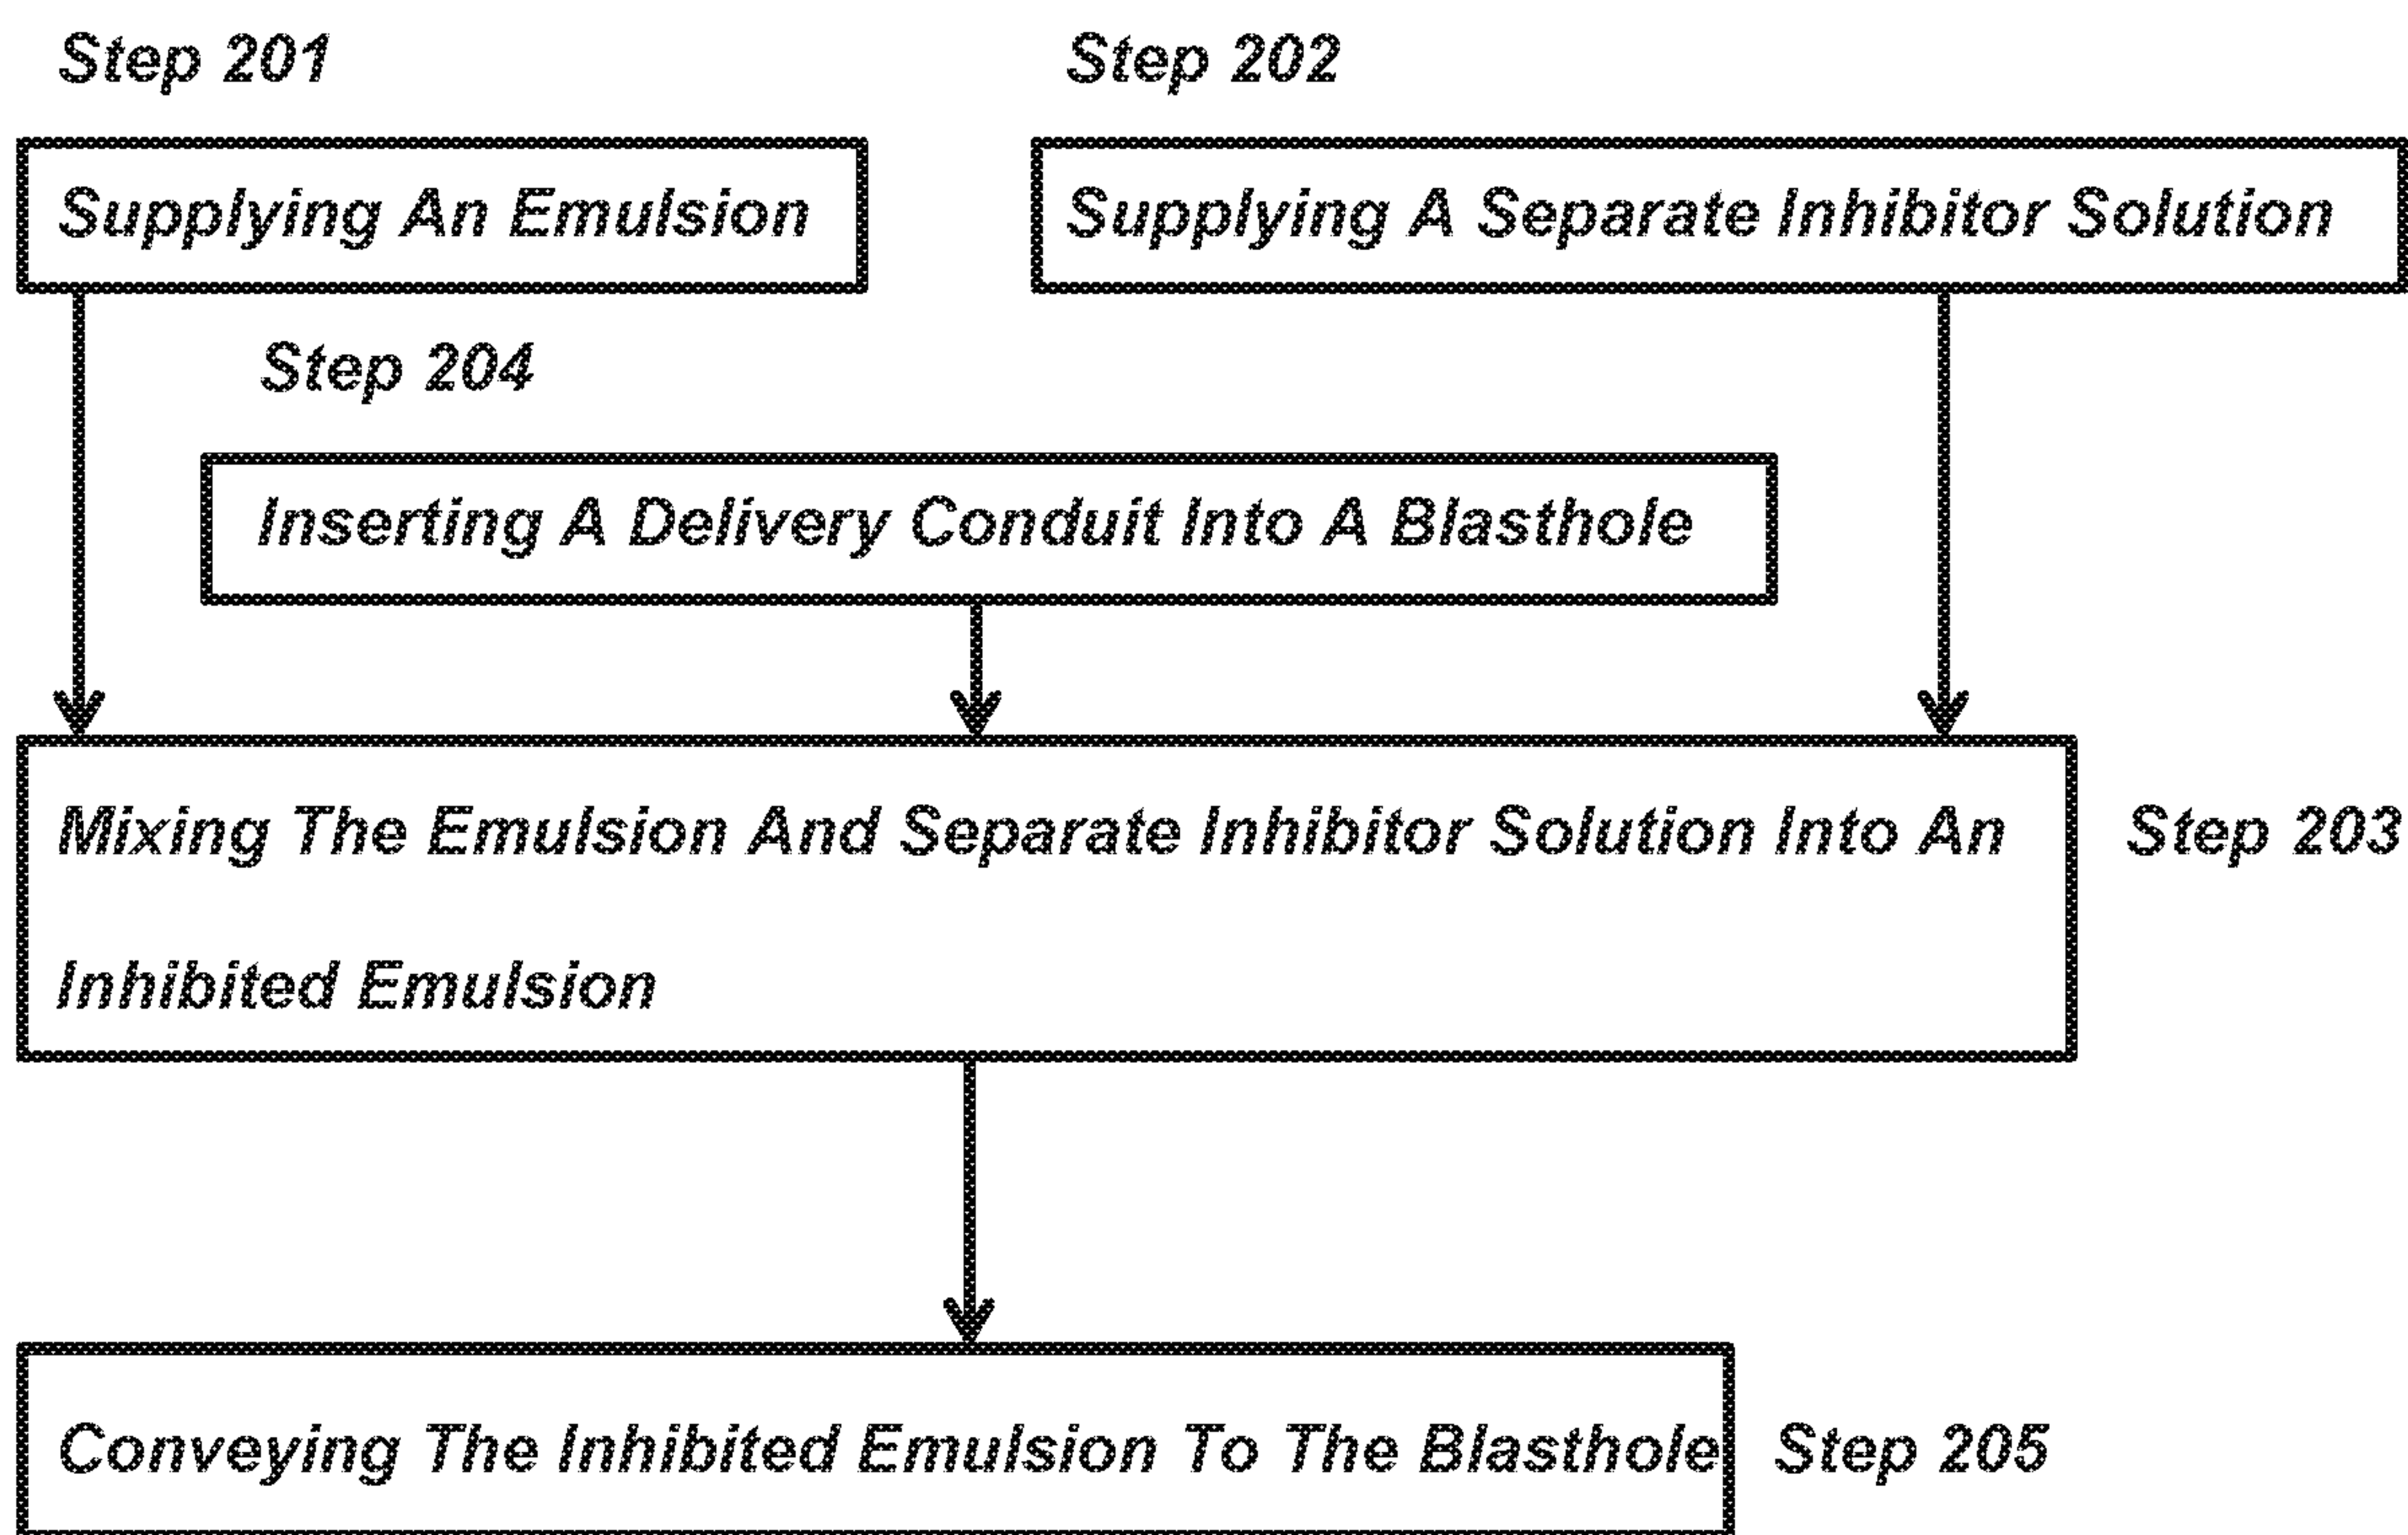 Step 201
Step 202
Supplying An Emulsion
Supplying A Separate Inhibitor Solution
Step 204
Inserting A Delivery Conduit Into A Blasthole
Mixing The Emulsion And Separate Inhibitor Solution Into An
Inhibited Emulsion
Step 203
Conveying The Inhibited Emulsion To The Blasthole
Step 205